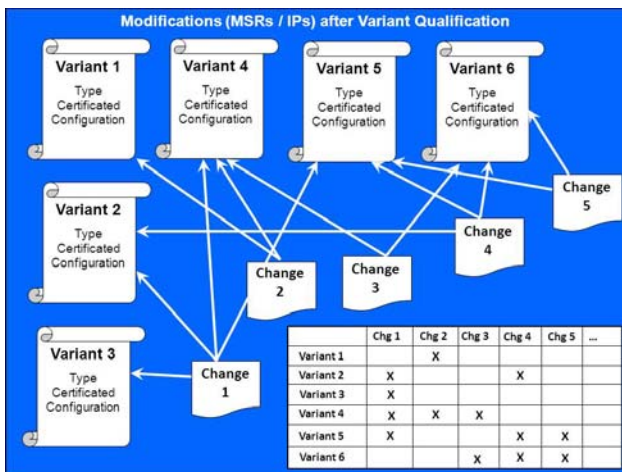 Modifications (MSRs / IPs) after Variant Qualification
Variant 1
Type
Certificated
Configuration
Variant 4
Type
Certificated
Configuration
Variant 5
Type
Certificated
Configuration
Variant 6
Type
Certificated
Configuration
Change
5
Variant 2
Type
Certificated
Configuration
Change
4
Change
2
Change
3
Variant 3
Type
Certificated
Configuration
Change
1
Chg 1 Chg 2 Chg 3 Chg 4 Chg 5 ...
Variant 1 X
Variant 2 X X
Variant 3 X
Variant 4 X X X
Variant 5 X X X
Variant 6 X X X